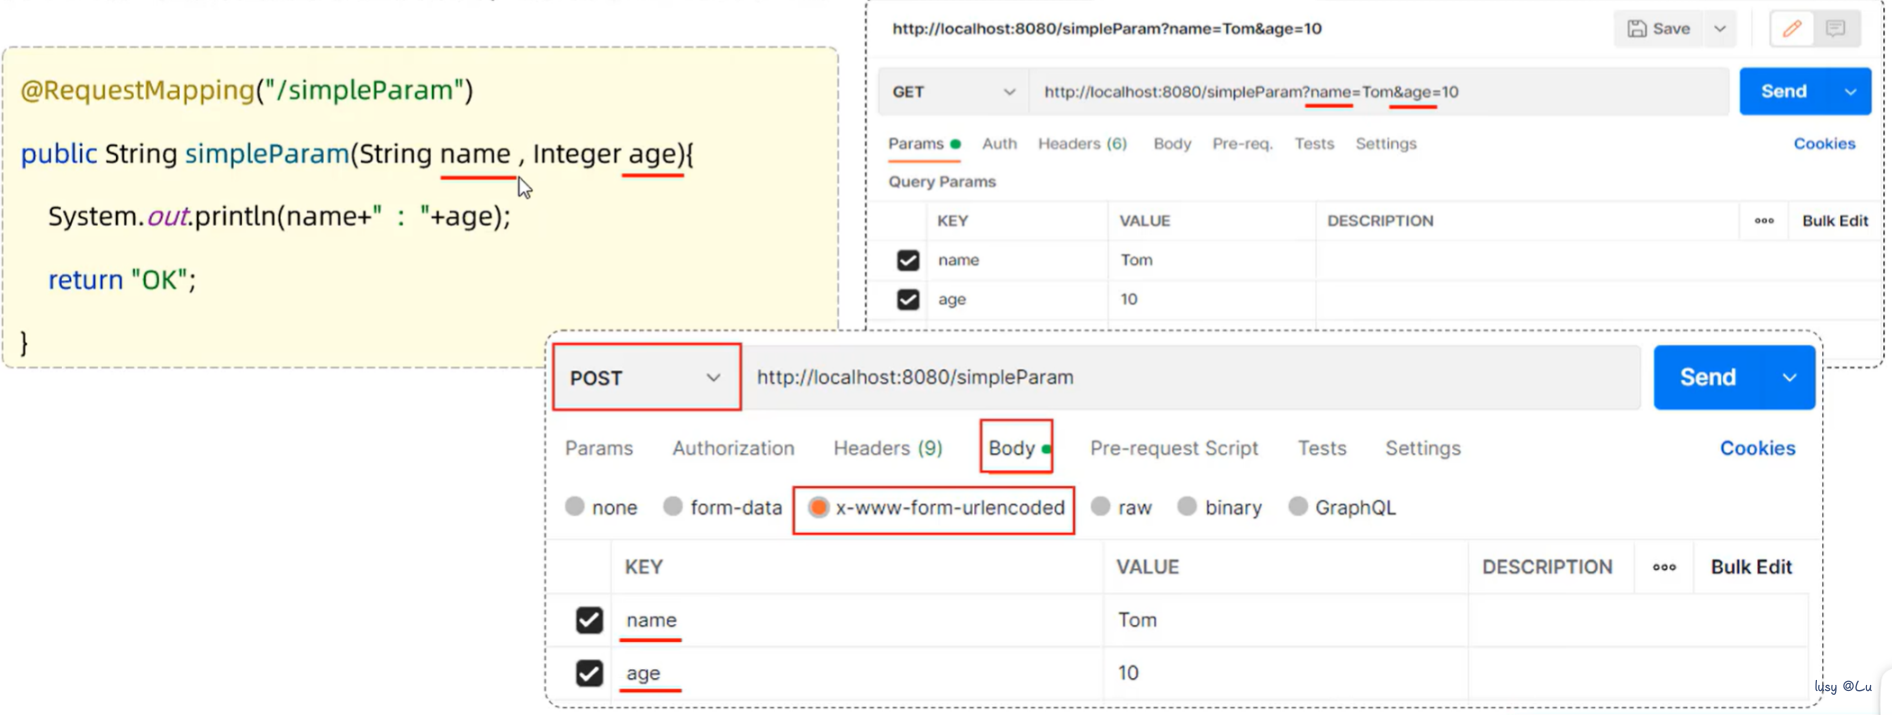 @RequestMapping("/simpleParam")
public String simpleParam(String name , Integer age){
System.out.println(name+" : "+age);
return "OK";
}
http://localhost:8080/simpleParam?name=Tom&age=10
Save
GET http://localhost:8080/simpleParam?name=Tom&age=10 Send
Params Auth Headers (6) Body Pre-req. Tests Settings Cookies
Query Params
KEY VALUE DESCRIPTION ooo Bulk Edit
name Tom
age 10
POST http://localhost:8080/simpleParam Send
Params Authorization Headers (9) Body Pre-request Script Tests Settings Cookies
none form-data x-www-form-urlencoded raw binary GraphQL
KEY VALUE DESCRIPTION ooo Bulk Edit
name Tom
age 10
lysy @Lu